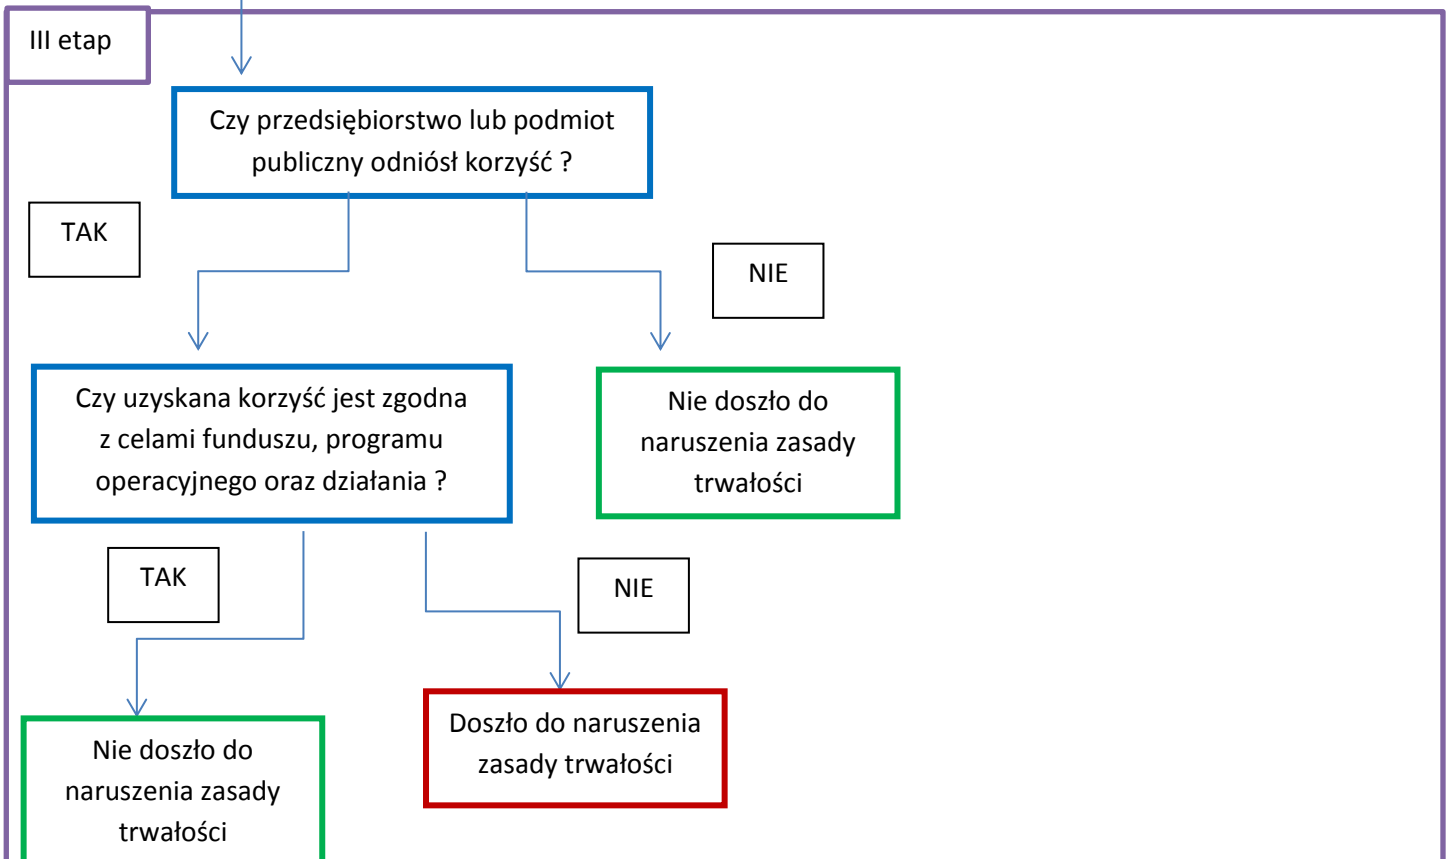 III etap
Czy przedsiębiorstwo lub podmiot
publiczny odniósł korzyść ?
TAK
NIE
Czy uzyskana korzyść jest zgodna
z celami funduszu, programu
operacyjnego oraz działania ?
Nie doszło do
naruszenia zasady
trwałości
TAK
NIE
Doszło do naruszenia
zasady trwałości
Nie doszło do
naruszenia zasady
trwałości